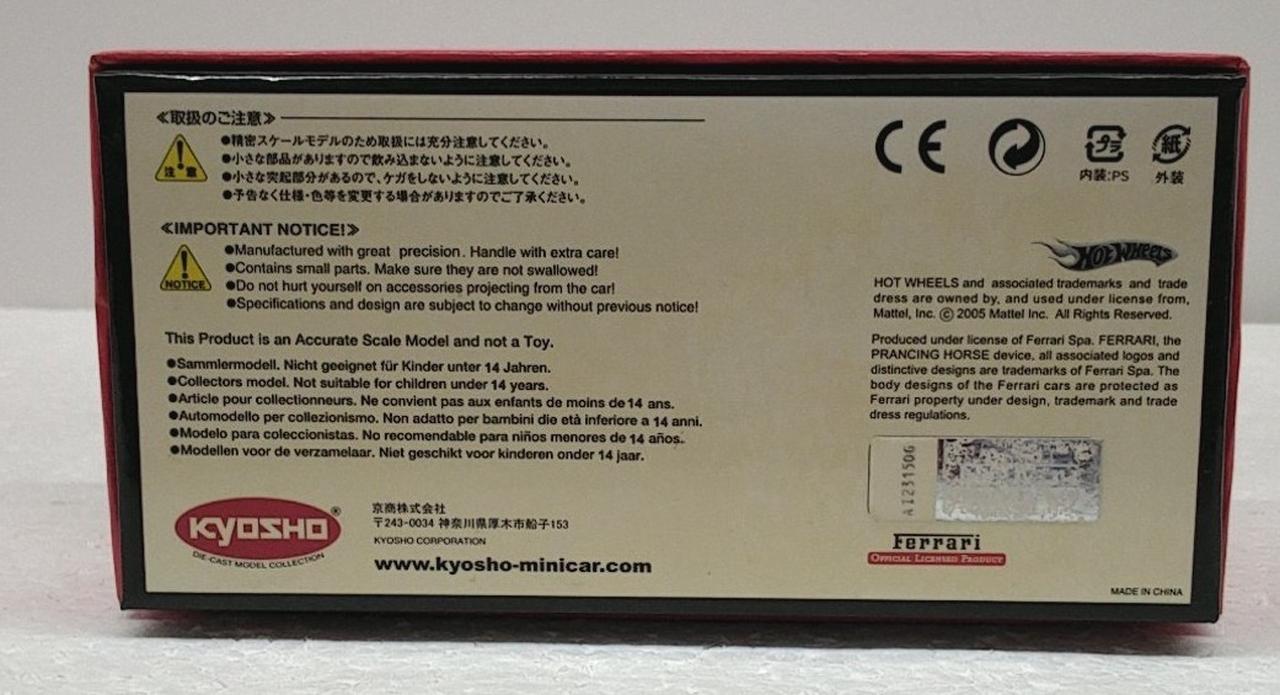 ≪取扱のご注意≫
注 意
●精密スケールモデルのため取扱には充分注意してください。
●小さな部品がありますので飲み込まないように注意してください。
●小さな突起部分があるので、ケガをしないように注意してください。
●予告なく仕様・色等を変更する場合がありますのでご了承ください。
≪IMPORTANT NOTICE!≫
NOTICE
●Manufactured with great precision. Handle with extra care!
●Contains small parts. Make sure they are not swallowed!
●Do not hurt yourself on accessories projecting from the car!
●Specifications and design are subject to change without previous notice!
This Product is an Accurate Scale Model and not a Toy.
●Sammlermodell. Nicht geeignet für Kinder unter 14 Jahren.
●Collectors model. Not suitable for children under 14 years.
●Article pour collectionneurs. Ne convient pas aux enfants de moins de 14 ans.
●Automodello per collezionismo. Non adatto per bambini die età inferiore a 14 anni.
●Modelo para coleccionistas. No recomendable para niños menores de 14 años.
●Modellen voor de verzamelaar. Niet geschikt voor kinderen onder 14 jaar.
KYOSHO®
DIE-CAST MODEL COLLECTION
京商株式会社
〒243-0034 神奈川県厚木市船子153
KYOSHO CORPORATION
www.kyosho-minicar.com
CE
プラ
紙
内装:PS
外装
HOT WHEELS
HOT WHEELS and associated trademarks and trade
dress are owned by, and used under license from,
Mattel, Inc. © 2005 Mattel Inc. All Rights Reserved.
Produced under license of Ferrari Spa. FERRARI, the
PRANCING HORSE device, all associated logos and
distinctive designs are trademarks of Ferrari Spa. The
body designs of the Ferrari cars are protected as
Ferrari property under design, trademark and trade
dress regulations.
A1231506
Ferrari
OFFICIAL LICENSED PRODUCT
MADE IN CHINA